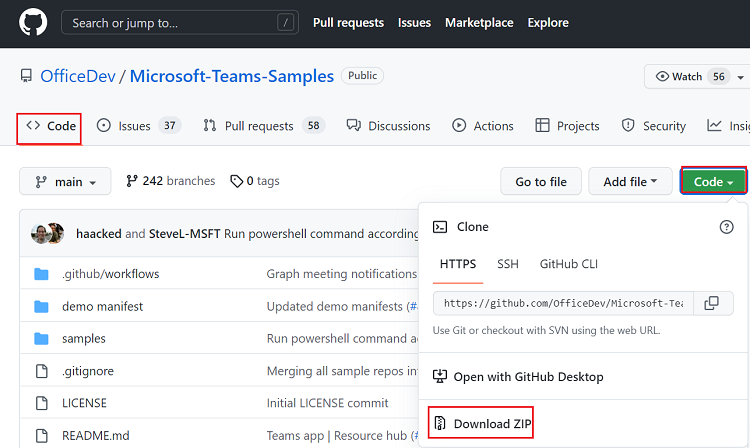 Search or jump to... / Pull requests Issues Marketplace Explore
OfficeDev / Microsoft-Teams-Samples Public Watch 56
Code Issues 37 Pull requests 58 Discussions Actions Projects Security
main 242 branches 0 tags Go to file Add file Code
haacked and SteveL-MSFT Run powershell command according
Clone
HTTPS SSH GitHub CLI
.github/workflows Graph meeting notifications
https://github.com/OfficeDev/Microsoft-Tea
demo manifest Updated demo manifests (#
Use Git or checkout with SVN using the web URL.
samples Run powershell command
.gitignore Merging all sample repos
Open with GitHub Desktop
LICENSE Initial LICENSE commit
Download ZIP
README.md Teams app | Resource hub (#